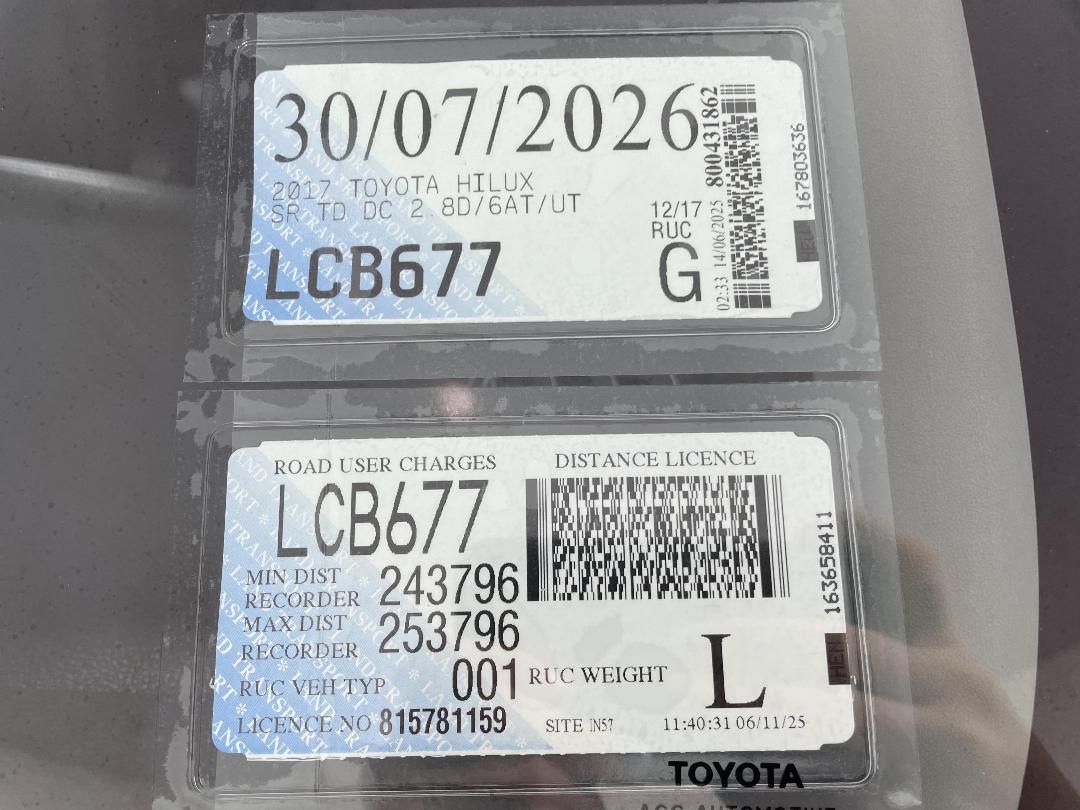 30/07/2026
2017 TOYOTA HILUX
SR TD DC 2.8D/6AT/UT
LCB677
12/17
RUC
G
02:33 14/06/2025 800431862
167803636
ROAD USER CHARGES
DISTANCE LICENCE
LCB677
MIN DIST
RECORDER 243796
MAX DIST
RECORDER 253796
RUC VEH TYP 001
RUC WEIGHT L
LICENCE NO 815781159
SITE IN57
11:40:31 06/11/25
163658411
HEN
TOYOTA